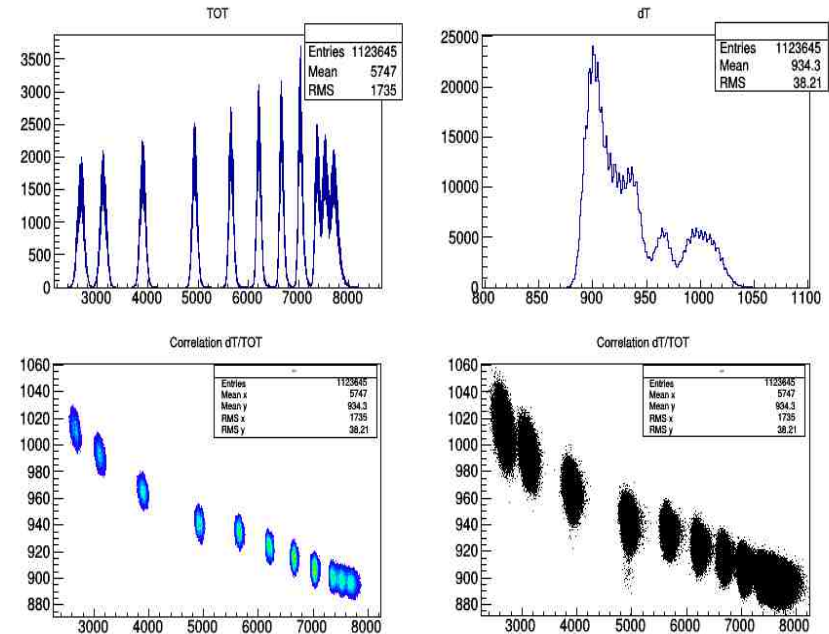 TOT
Entries 1123645
Mean 5747
RMS 1735
3500
3000
2500
2000
1500
1000
500
0
3000 4000 5000 6000 7000 8000
dT
Entries 1123645
Mean 934.3
RMS 38.21
25000
20000
15000
10000
5000
0
800 850 900 950 1000 1050 1100
Correlation dT/TOT
Entries 1123645
Mean x 5747
Mean y 934.3
RMS x 1735
RMS y 38.21
1060
1040
1020
1000
980
960
940
920
900
880
3000 4000 5000 6000 7000 8000
Correlation dT/TOT
Entries 1123645
Mean x 5747
Mean y 934.3
RMS x 1735
RMS y 38.21
1060
1040
1020
1000
980
960
940
920
900
880
3000 4000 5000 6000 7000 8000